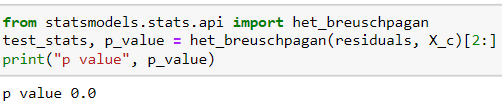 from statsmodels.stats.api import het_breuschpagan
test_stats, p_value = het_breuschpagan(residuals, X_c)[2:]
print("p value", p_value)
p value 0.0